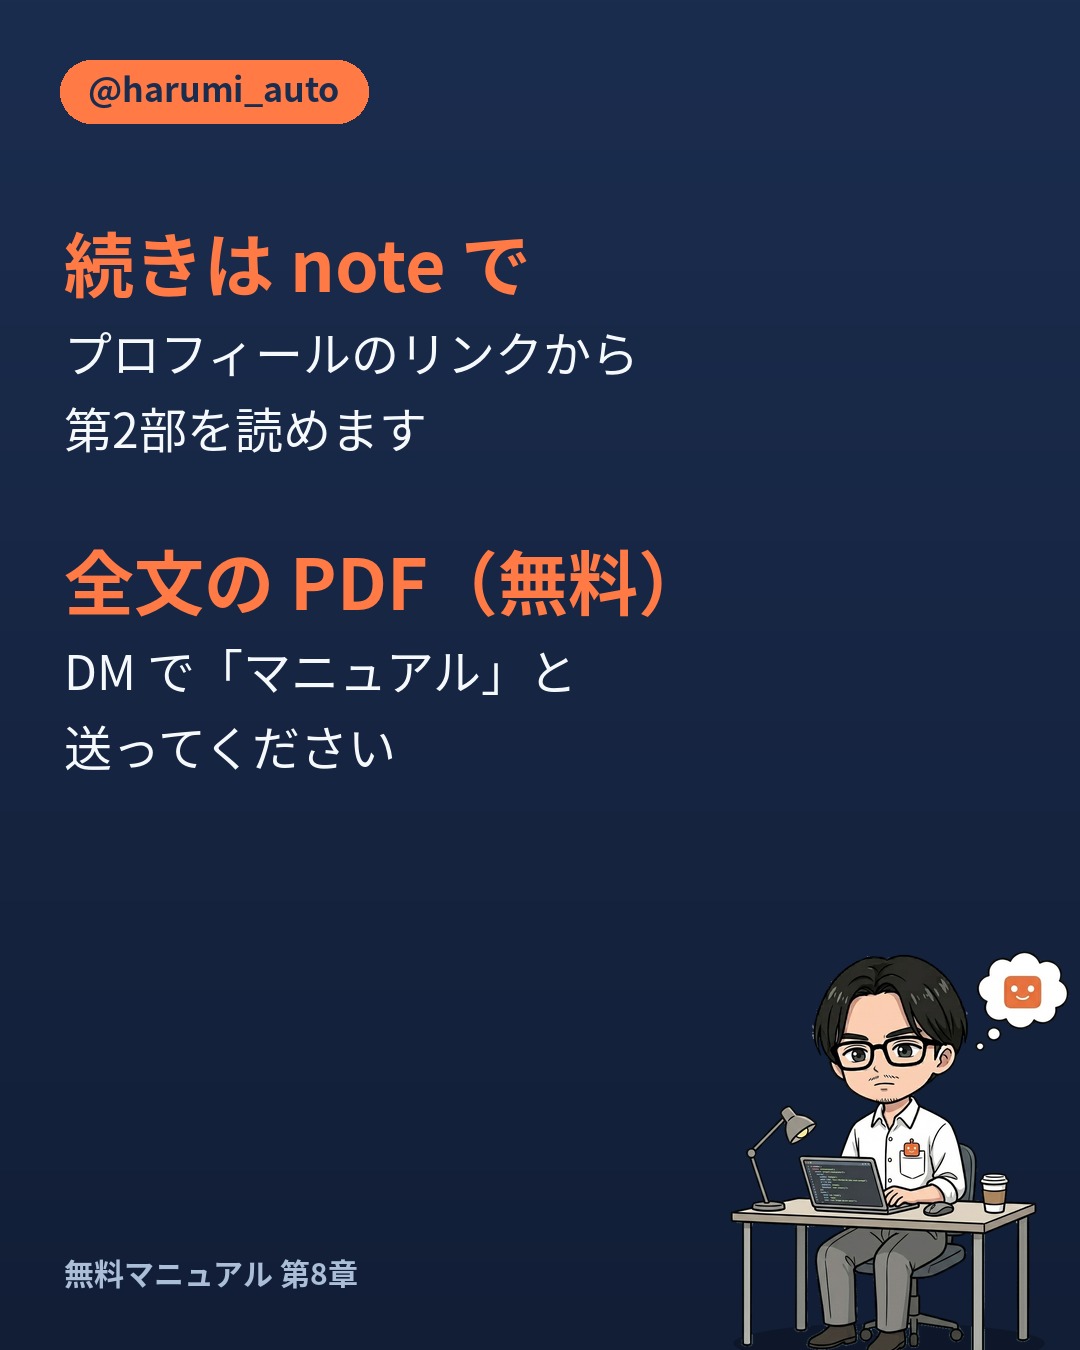 @harumi_auto
続きは note で
プロフィールのリンクから
第2部を読めます
全文の PDF（無料）
DM で「マニュアル」と
送ってください
無料マニュアル 第8章